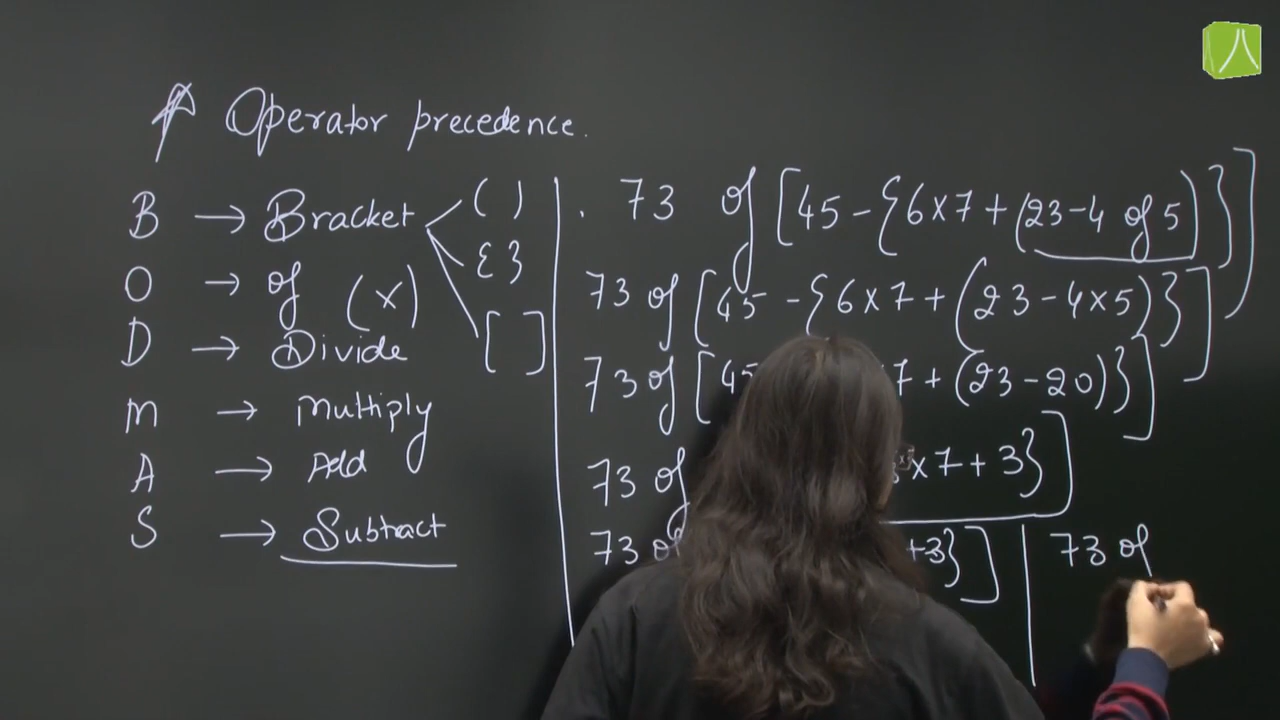 Operator precedence.
B → Bracket ( ) { } [ ]
O → of (×)
D → Divide
M → Multiply
A → Add
S → Subtract
. 73 of [45 - {6×7 + (23-4 of 5)}]
73 of [45 - {6×7 + (23 - 4×5)}]
73 of [45 7 + (23 - 20)}]
73 of ×7 + 3}]
73 of +3}]
73 of